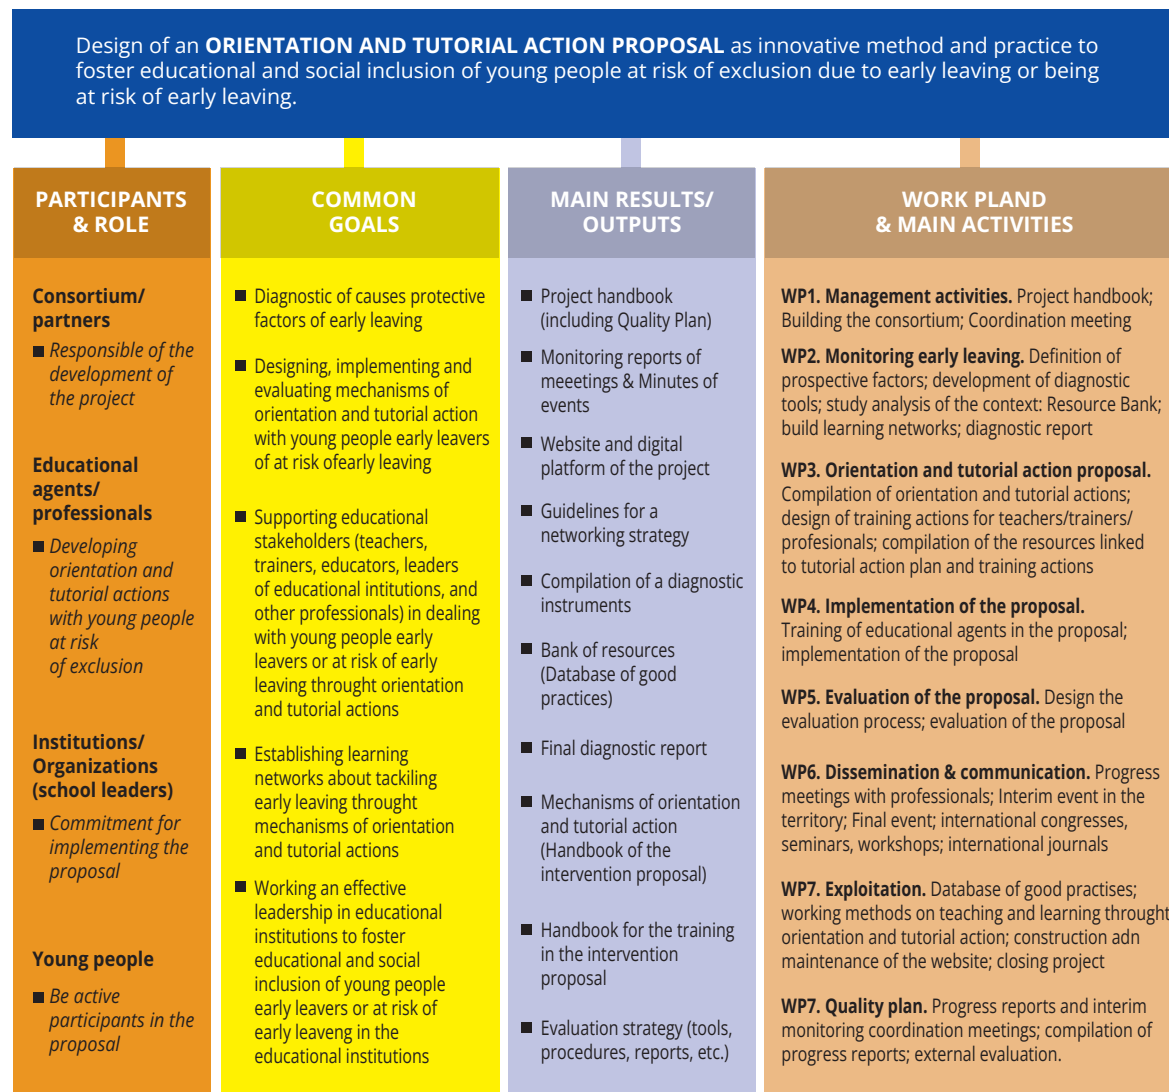 Design of an ORIENTATION AND TUTORIAL ACTION PROPOSAL as innovative method and practice to
foster educational and social inclusion of young people at risk of exclusion due to early leaving or being
at risk of early leaving.
PARTICIPANTS
& ROLE
Consortium/
partners
■ Responsible of the
development of
the project
Educational
agents/
professionals
■ Developing
orientation and
tutorial actions
with young people
at risk
of exclusion
Institutions/
Organizations
(school leaders)
■ Commitment for
implementing the
proposal
Young people
■ Be active
participants in the
proposal
COMMON
GOALS
■ Diagnostic of causes protective
factors of early leaving
■ Designing, implementing and
evaluating mechanisms of
orientation and tutorial action
with young people early leavers
of at risk ofearly leaving
■ Supporting educational
stakeholders (teachers,
trainers, educators, leaders
of educational intitutions, and
other professionals) in dealing
with young people early
leavers or at risk of early
leaving throught orientation
and tutorial actions
■ Establishing learning
networks about tackiling
early leaving throught
mechanisms of orientation
and tutorial actions
■ Working an effective
leadership in educational
institutions to foster
educational and social
inclusion of young people
early leavers or at risk of
early leaveng in the
educational institutions
MAIN RESULTS/
OUTPUTS
■ Project handbook
(including Quality Plan)
■ Monitoring reports of
meeetings & Minutes of
events
■ Website and digital
platform of the project
■ Guidelines for a
networking strategy
■ Compilation of a diagnostic
instruments
■ Bank of resources
(Database of good
practices)
■ Final diagnostic report
■ Mechanisms of orientation
and tutorial action
(Handbook of the
intervention proposal)
■ Handbook for the training
in the intervention
proposal
■ Evaluation strategy (tools,
procedures, reports, etc.)
WORK PLAND
& MAIN ACTIVITIES
WP1. Management activities. Project handbook;
Building the consortium; Coordination meeting
WP2. Monitoring early leaving. Definition of
prospective factors; development of diagnostic
tools; study analysis of the context: Resource Bank;
build learning networks; diagnostic report
WP3. Orientation and tutorial action proposal.
Compilation of orientation and tutorial actions;
design of training actions for teachers/trainers/
profesionals; compilation of the resources linked
to tutorial action plan and training actions
WP4. Implementation of the proposal.
Training of educational agents in the proposal;
implementation of the proposal
WP5. Evaluation of the proposal. Design the
evaluation process; evaluation of the proposal
WP6. Dissemination & communication. Progress
meetings with professionals; Interim event in the
territory; Final event; international congresses,
seminars, workshops; international journals
WP7. Exploitation. Database of good practises;
working methods on teaching and learning throught
orientation and tutorial action; construction adn
maintenance of the website; closing project
WP7. Quality plan. Progress reports and interim
monitoring coordination meetings; compilation of
progress reports; external evaluation.